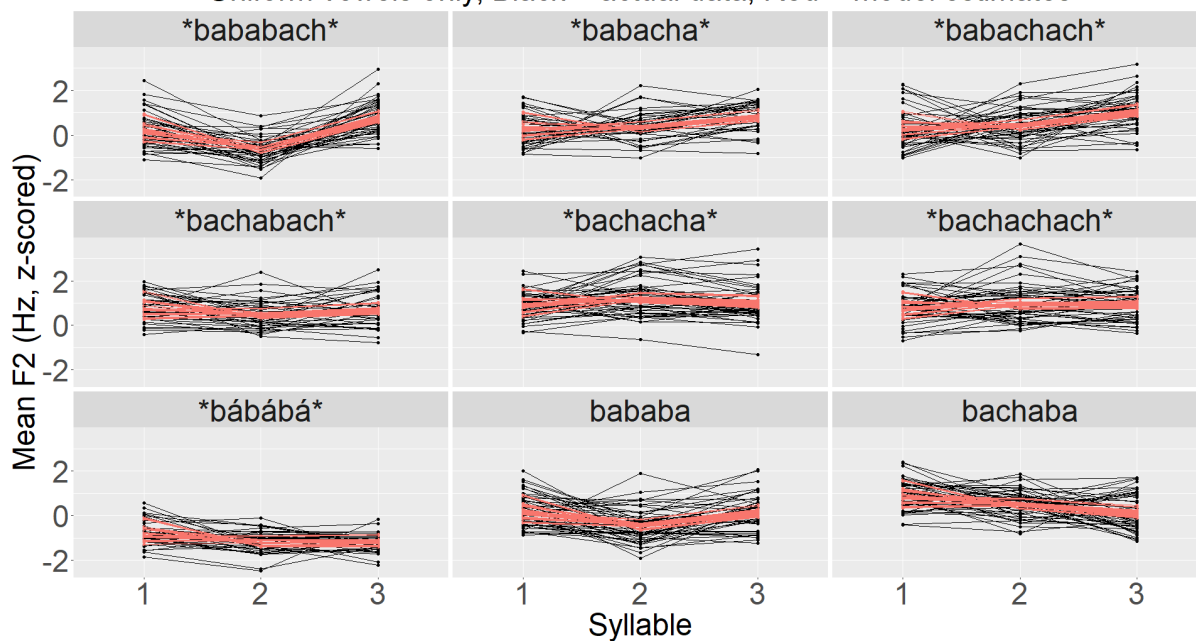 *bababach*
*babacha*
*babachach*
2
0
-2
*bachabach*
*bachacha*
*bachachach*
2
0
-2
*bábábá*
bababa
bachaba
2
0
-2
1 2 3
1 2 3
1 2 3
Syllable
Mean F2 (Hz, z-scored)